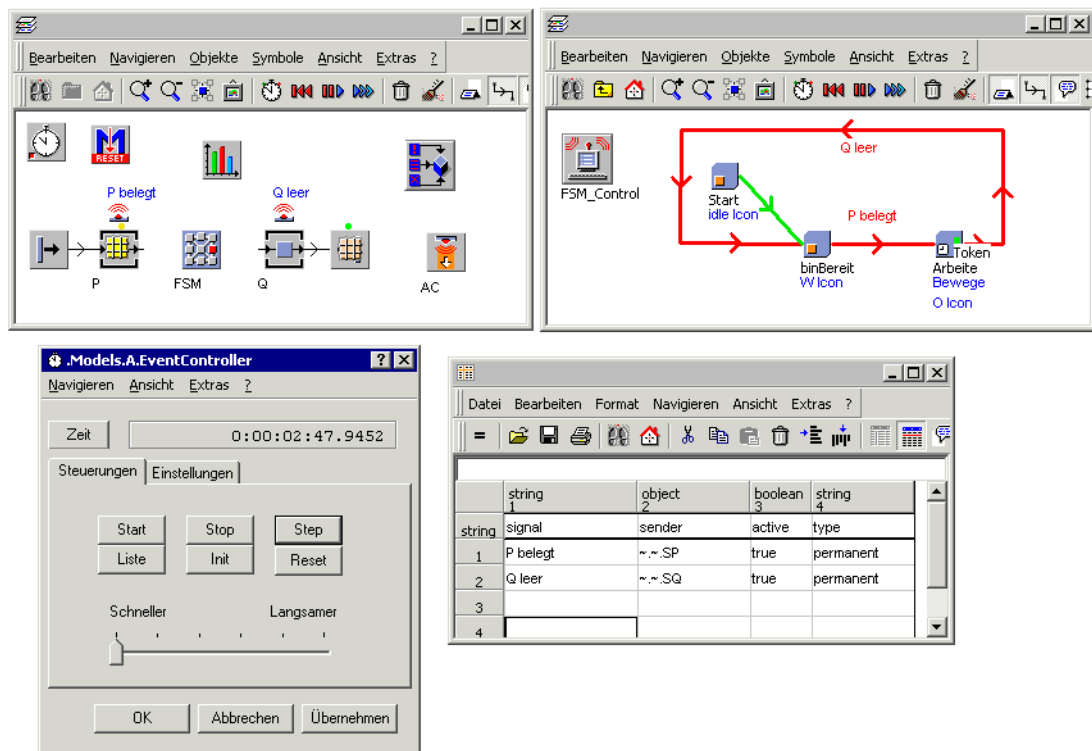 Bearbeiten Navigieren Objekte Symbole Ansicht Extras ?
RESET
P belegt Q leer
P FSM Q AC
Bearbeiten Navigieren Objekte Symbole Ansicht Extras ?
Q leer
FSM_Control
Start
idle Icon
P belegt
Token
binBereit Arbeite
W Icon Bewege
O Icon
.Models.A.EventController
Navigieren Ansicht Extras ?
Zeit 0:00:02:47.9452
Steuerungen Einstellungen
Start Stop Step
Liste Init Reset
Schneller Langsamer
OK Abbrechen Übernehmen
Datei Bearbeiten Format Navigieren Ansicht Extras ?
string object boolean string
1 2 3 4
string signal sender active type
1 P belegt ~.~.SP true permanent
2 Q leer ~.~.SQ true permanent
3
4